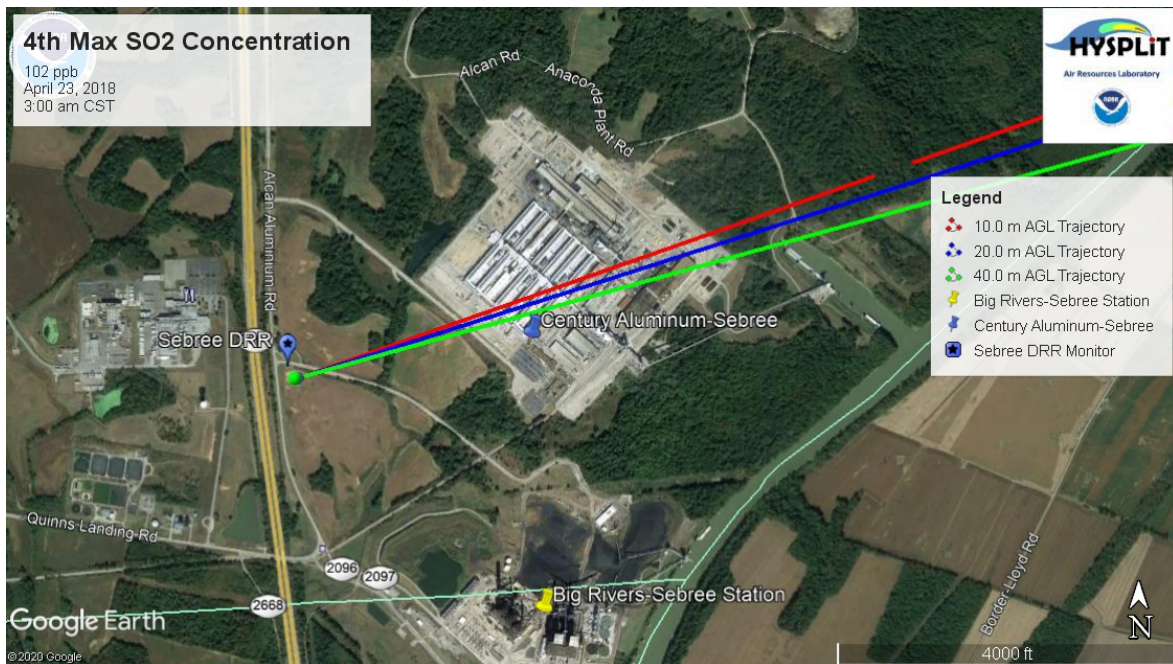 4th Max SO2 Concentration
102 ppb
April 23, 2018
3:00 am CST
HYSPLIT
Air Resources Laboratory
NOAA
Alcan Rd
Anaconda Plant Rd
Alcan Aluminium Rd
Legend
10.0 m AGL Trajectory
20.0 m AGL Trajectory
40.0 m AGL Trajectory
Big Rivers-Sebree Station
Century Aluminum-Sebree
Sebree DRR Monitor
Century Aluminum-Sebree
Sebree DRR
Quinns Landing Rd
2096
2097
2668
Big Rivers-Sebree Station
Border-Lloyd Rd
N
Google Earth
©2020 Google
4000 ft